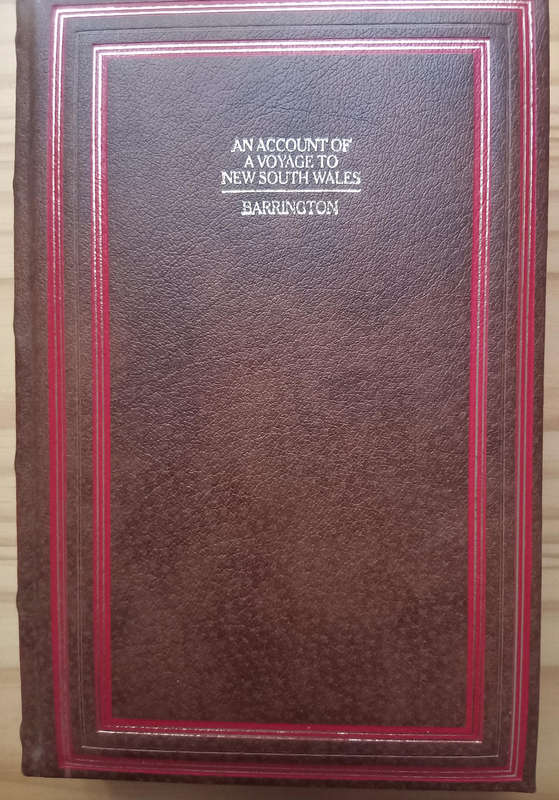 AN ACCOUNT OF
A VOYAGE TO
NEW SOUTH WALES
BARRINGTON